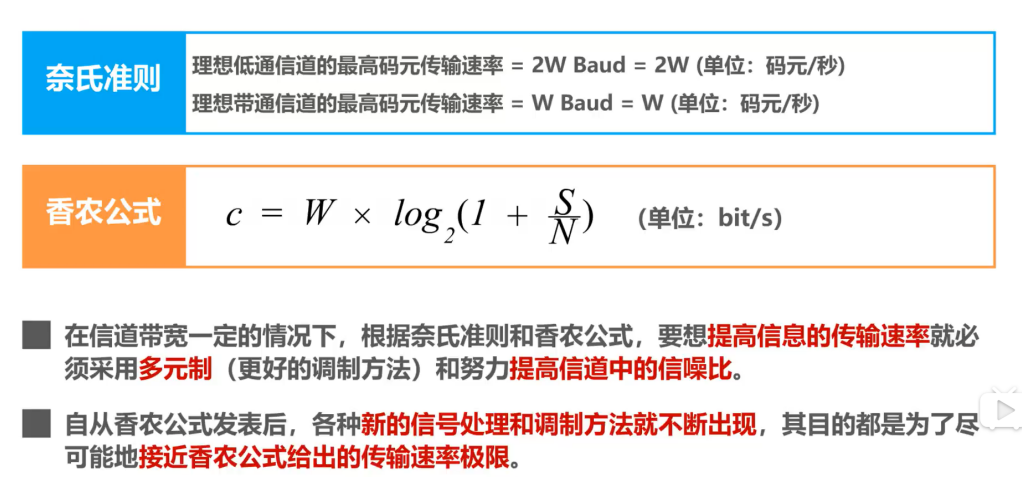 奈氏准则
理想低通信道的最高码元传输速率 = 2W Baud = 2W (单位：码元/秒)
理想带通信道的最高码元传输速率 = W Baud = W (单位：码元/秒)
香农公式
c = W × log₂(1 + S/N) (单位：bit/s)
在信道带宽一定的情况下，根据奈氏准则和香农公式，要想提高信息的传输速率就必
须采用多元制（更好的调制方法）和努力提高信道中的信噪比。
自从香农公式发表后，各种新的信号处理和调制方法就不断出现，其目的都是为了尽
可能地接近香农公式给出的传输速率极限。